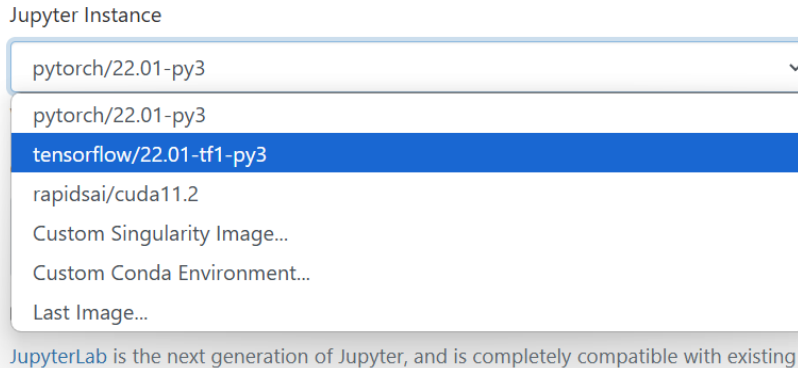 Jupyter Instance
pytorch/22.01-py3
pytorch/22.01-py3
tensorflow/22.01-tf1-py3
rapidsai/cuda11.2
Custom Singularity Image...
Custom Conda Environment...
Last Image...
JupyterLab is the next generation of Jupyter, and is completely compatible with existing